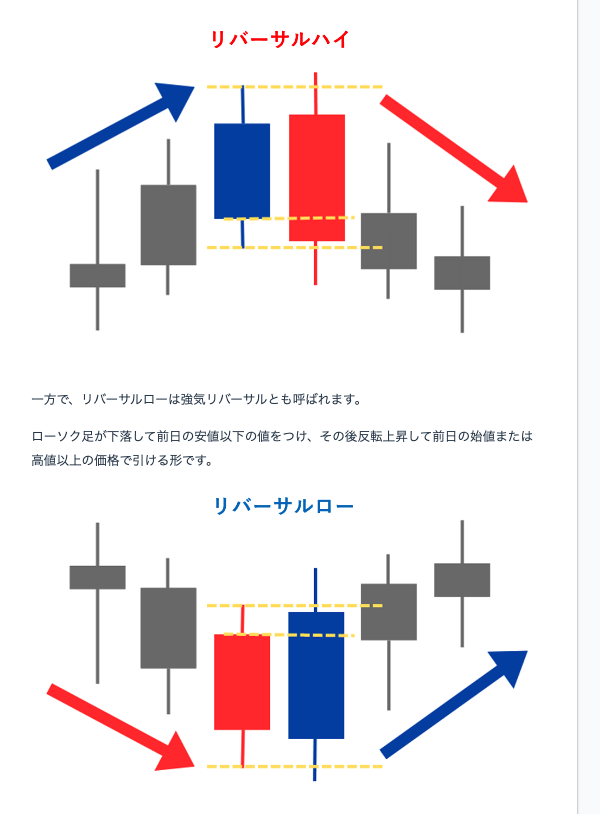 リバーサルハイ
一方で、リバーサルローは強気リバーサルとも呼ばれます。
ローソク足が下落して前日の安値以下の値をつけ、その後反転上昇して前日の始値または
高値以上の価格で引ける形です。
リバーサルロー